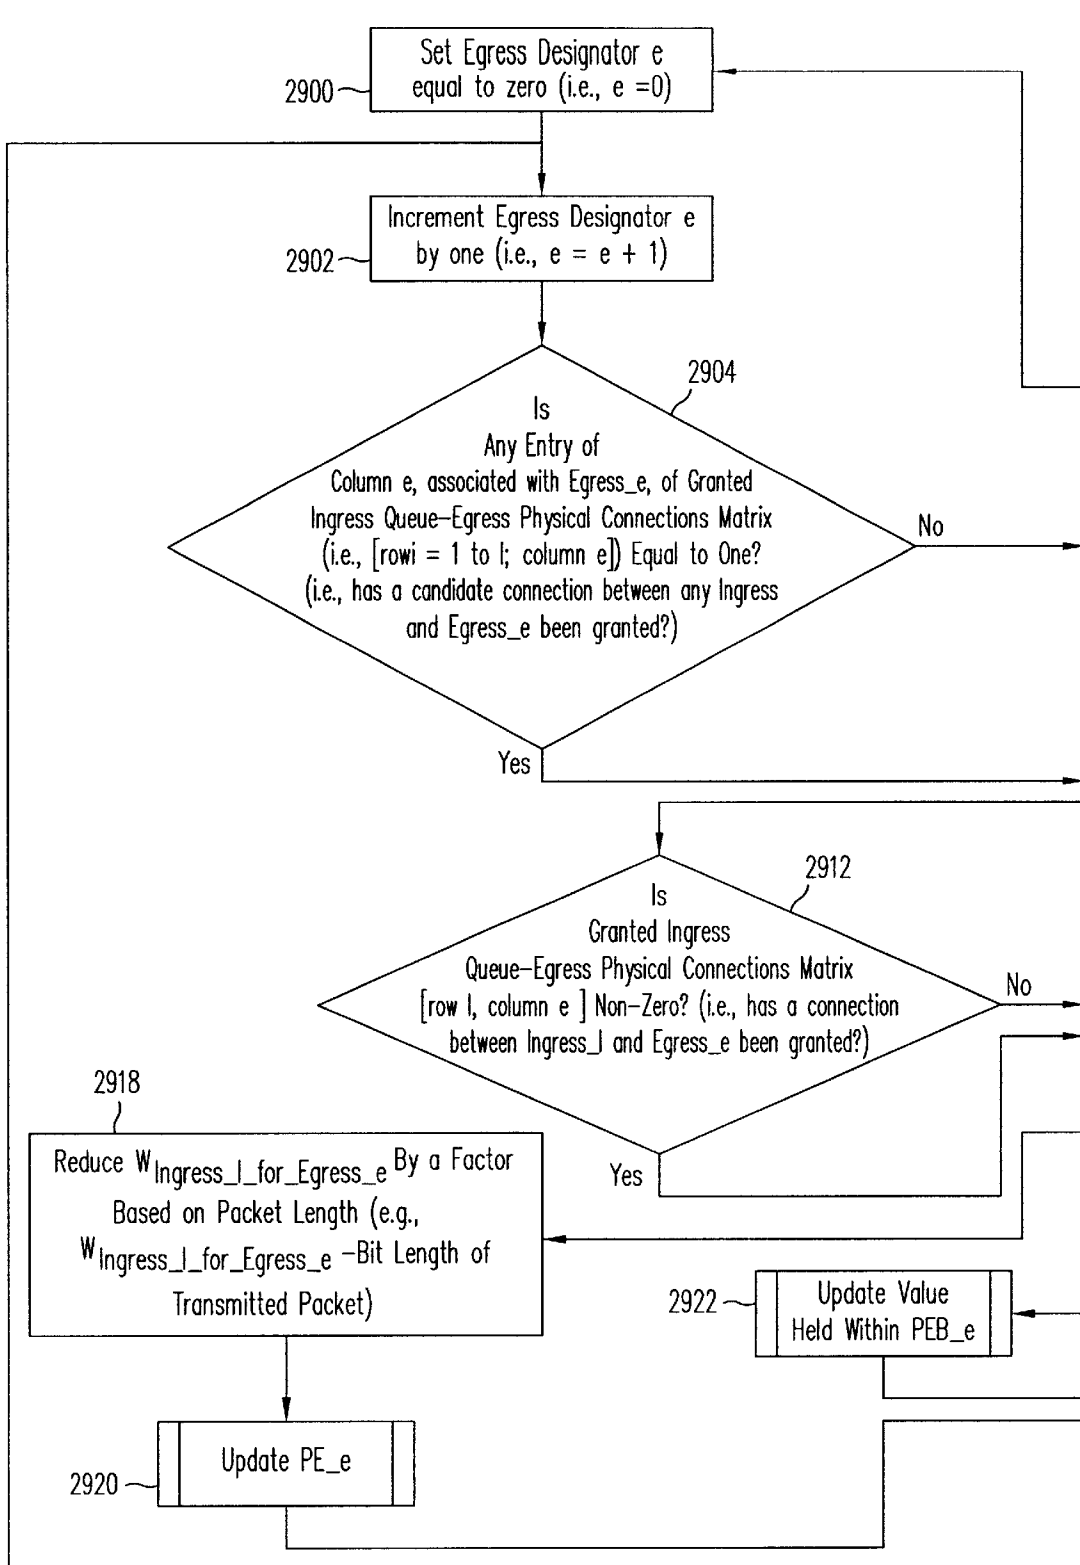 Set Egress Designator e
equal to zero (i.e., e =0)
2900
Increment Egress Designator e
by one (i.e., e = e + 1)
2902
2904
Is
Any Entry of
Column e, associated with Egress_e, of Granted
Ingress Queue-Egress Physical Connections Matrix
(i.e., [rowi = 1 to I; column e]) Equal to One?
(i.e., has a candidate connection between any Ingress
and Egress_e been granted?)
No
Yes
2912
Is
Granted Ingress
Queue-Egress Physical Connections Matrix
[row I, column e ] Non-Zero? (i.e., has a connection
between Ingress_I and Egress_e been granted?)
No
Yes
2918
Reduce W Ingress_I_for_Egress_e By a Factor
Based on Packet Length (e.g.,
W Ingress_I_for_Egress_e -Bit Length of
Transmitted Packet)
2922
Update Value
Held Within PEB_e
Update PE_e
2920